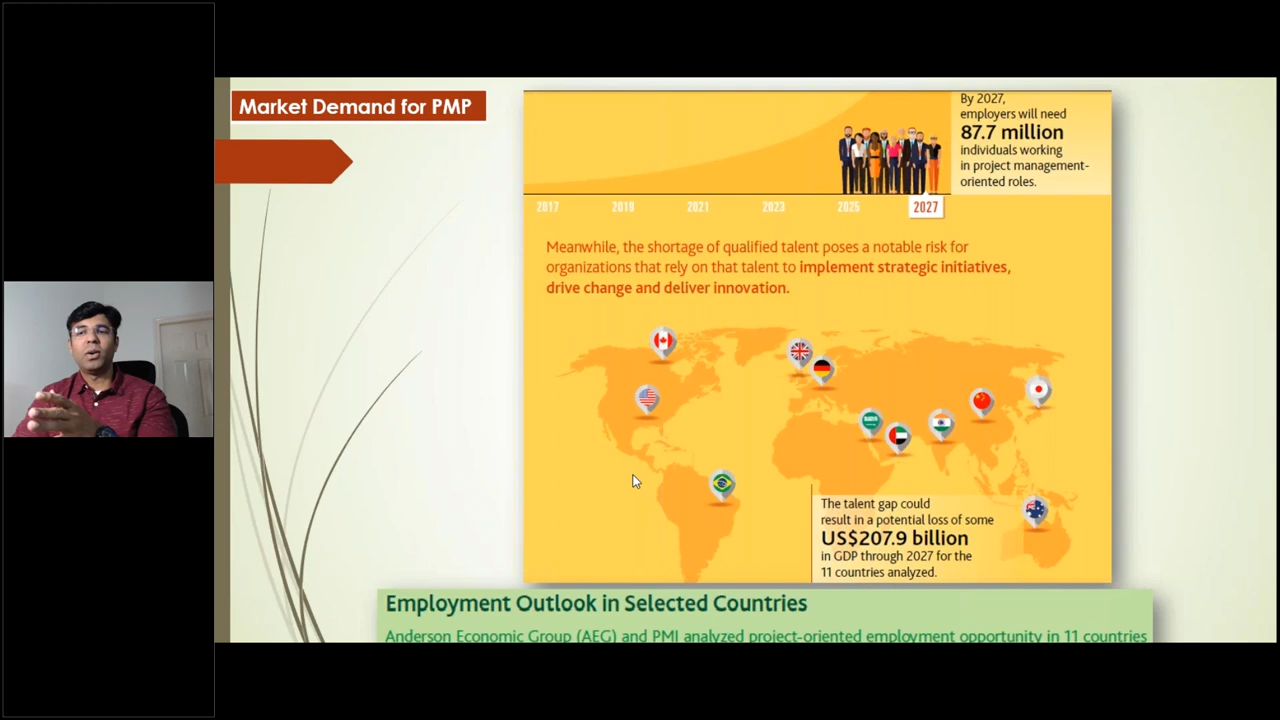 Market Demand for PMP
By 2027,
employers will need
87.7 million
individuals working
in project management-
oriented roles.
2017 2019 2021 2023 2025 2027
Meanwhile, the shortage of qualified talent poses a notable risk for
organizations that rely on that talent to implement strategic initiatives,
drive change and deliver innovation.
The talent gap could
result in a potential loss of some
US$207.9 billion
in GDP through 2027 for the
11 countries analyzed.
Employment Outlook in Selected Countries
Anderson Economic Group (AEG) and PMI analyzed project-oriented employment opportunity in 11 countries